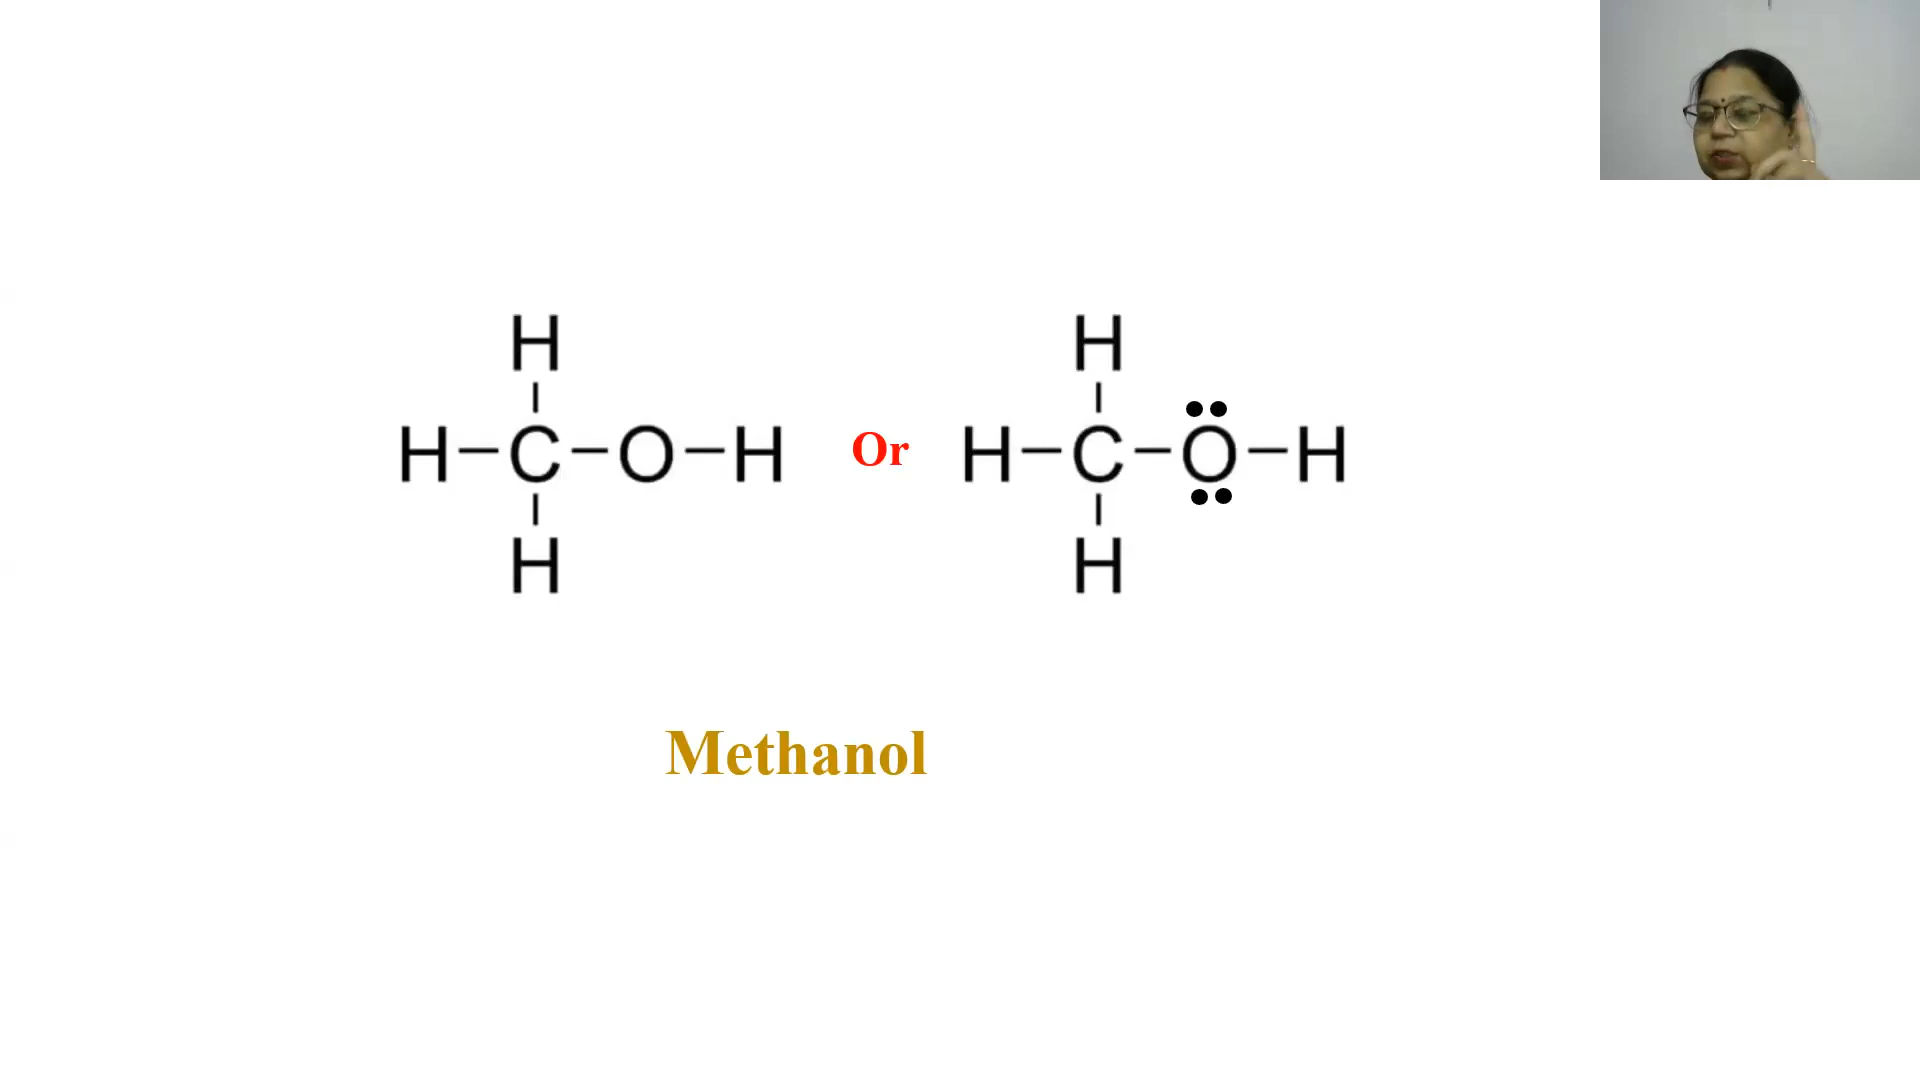 H H
H–C–O–H Or H–C–O–H
H H
Methanol